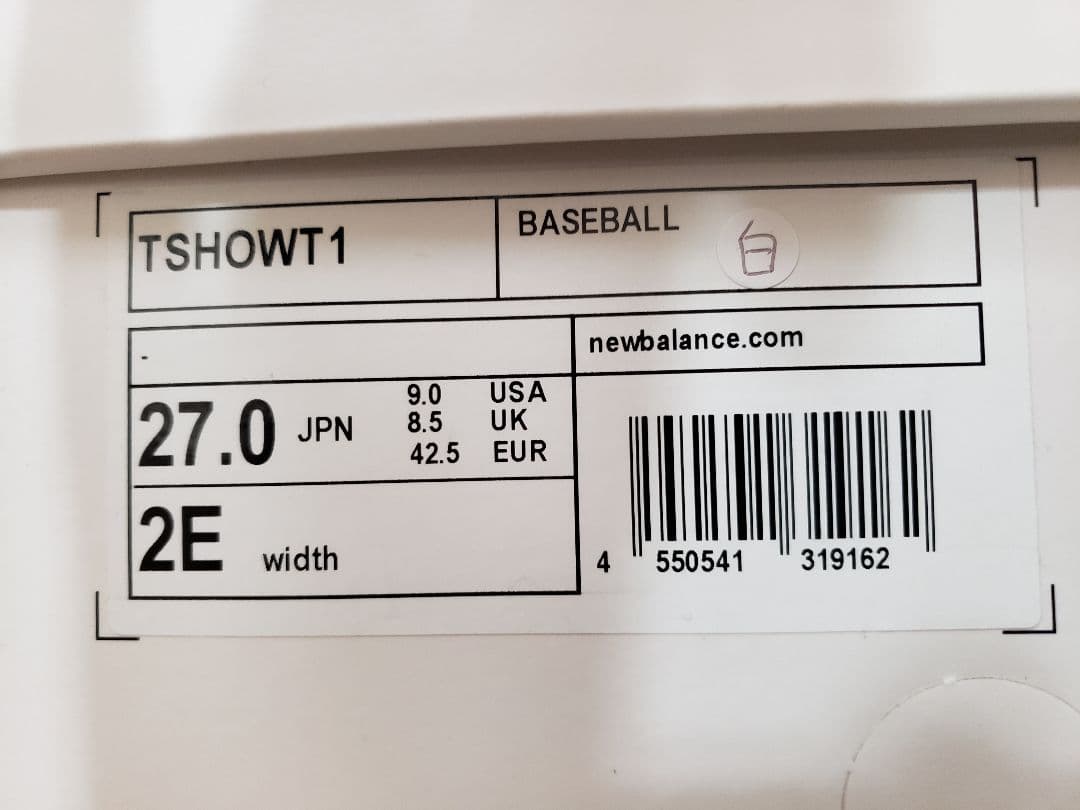 TSHOWT1
BASEBALL
白
-
newbalance.com
27.0 JPN
9.0 USA
8.5 UK
42.5 EUR
2E width
4 550541 319162